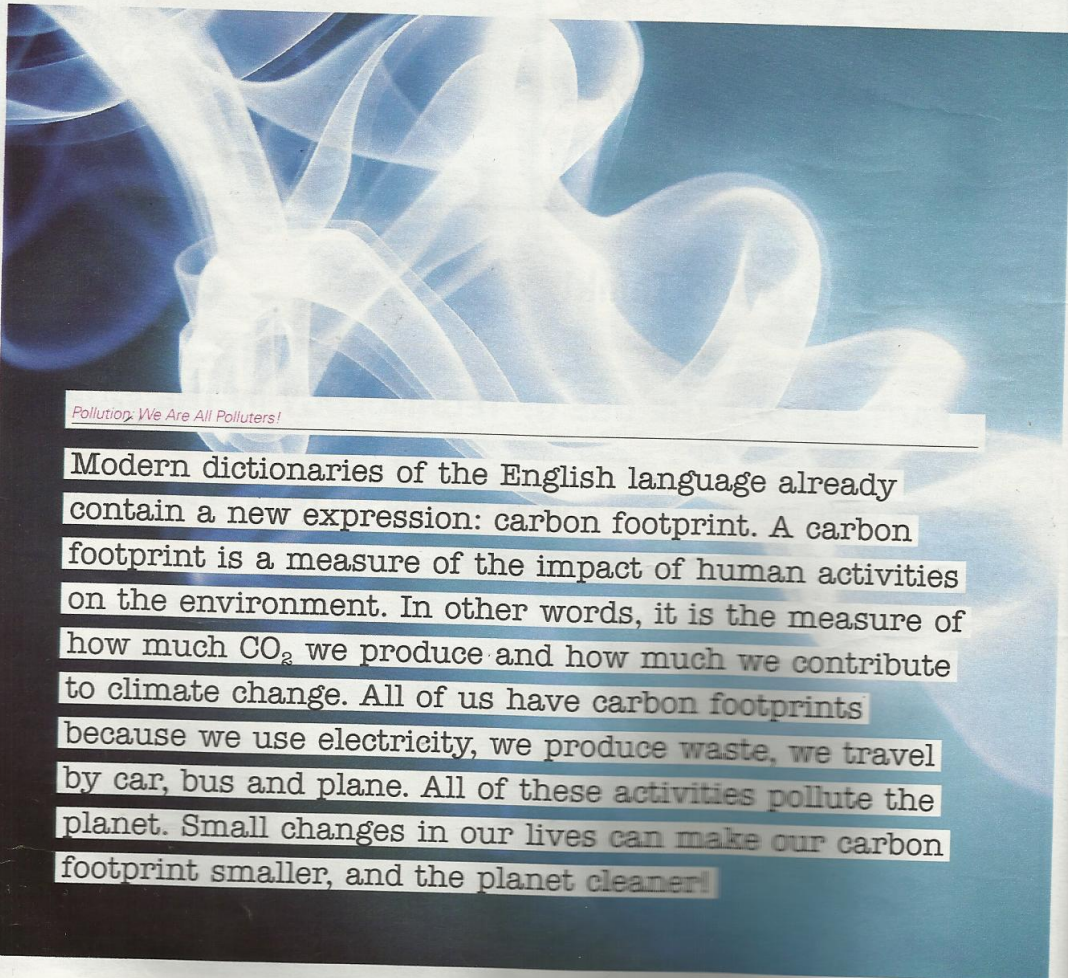 Pollution: We Are All Polluters!
Modern dictionaries of the English language already
contain a new expression: carbon footprint. A carbon
footprint is a measure of the impact of human activities
on the environment. In other words, it is the measure of
how much CO₂ we produce and how much we contribute
to climate change. All of us have carbon footprints
because we use electricity, we produce waste, we travel
by car, bus and plane. All of these activities pollute the
planet. Small changes in our lives can make our carbon
footprint smaller, and the planet cleaner!